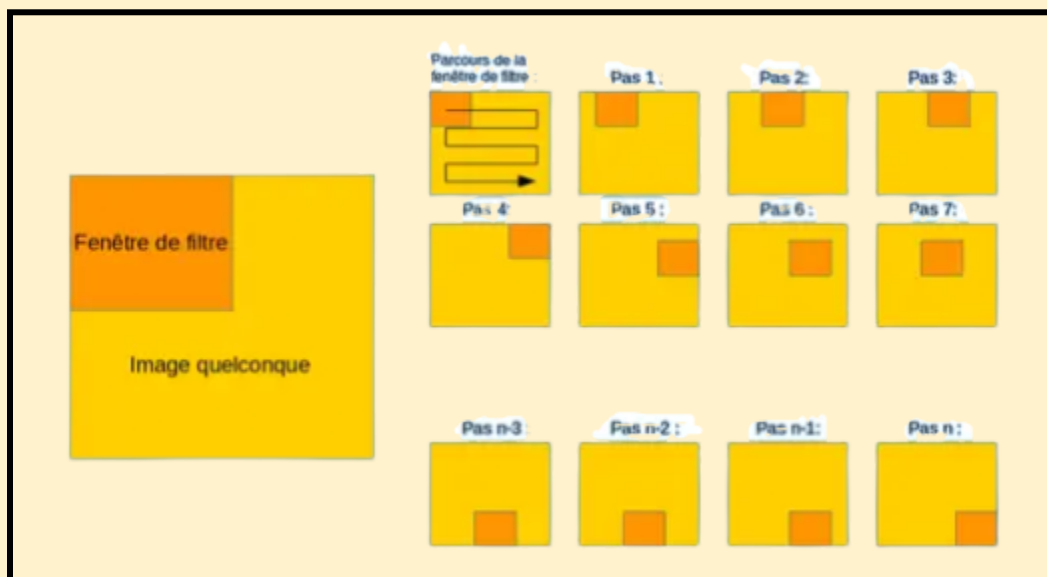 Parcours de la
fenêtre de filtre :
Pas 1 :
Pas 2:
Pas 3:
Fenêtre de filtre
Image quelconque
Pas 4:
Pas 5 :
Pas 6 :
Pas 7:
Pas n-3 :
Pas n-2 :
Pas n-1:
Pas n :